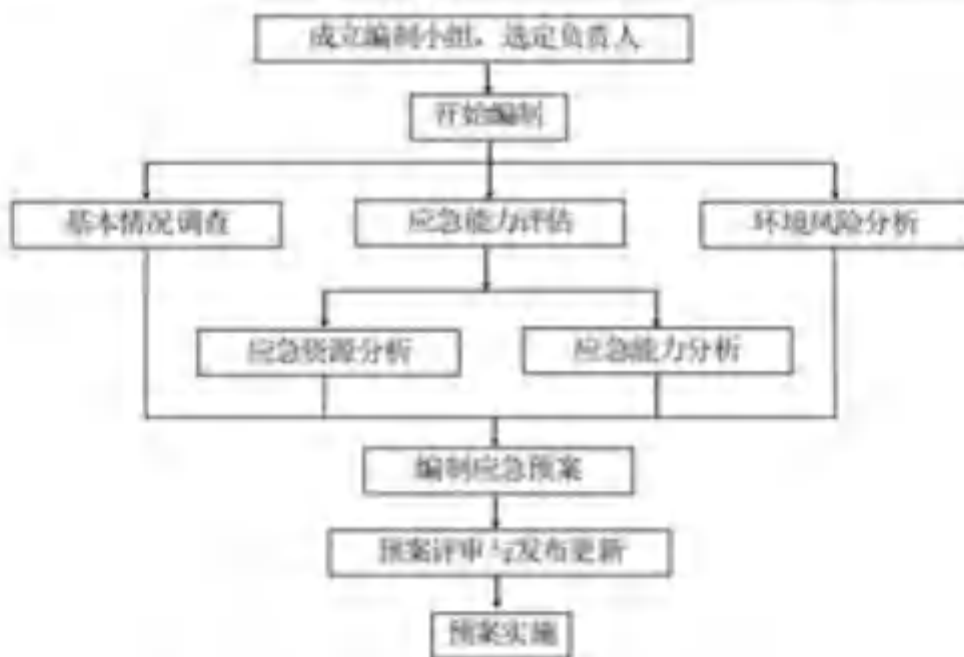 成立编制小组，选定负责人
开始编制
基本情况调查
应急能力评估
环境风险分析
应急资源分析
应急能力分析
编制应急预案
预案评审与发布更新
预案实施